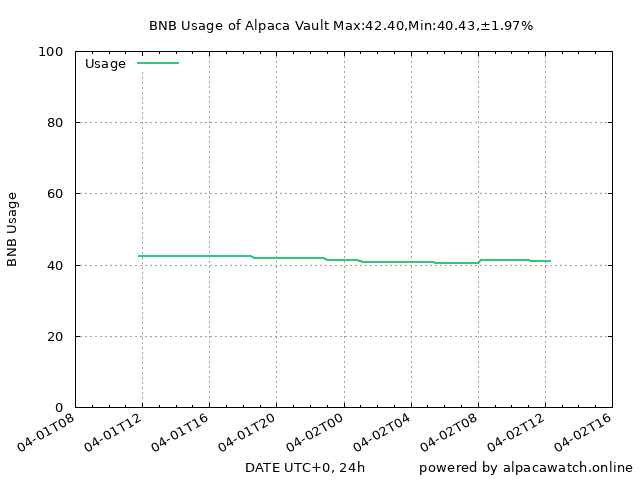 BNB Usage of Alpaca Vault Max:42.40,Min:40.43,±1.97%
Usage
100
80
60
40
20
0
BNB Usage
04-01T08
04-01T12
04-01T16
04-01T20
04-02T00
04-02T04
04-02T08
04-02T12
04-02T16
DATE UTC+0, 24h
powered by alpacawatch.online